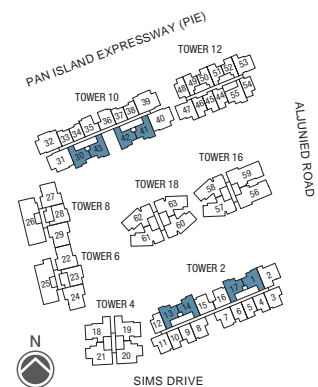 PAN ISLAND EXPRESSWAY (PIE)
TOWER 12
48 49 50 51 52 53
47 46 45 44 55 54
TOWER 10
32 33 34 35 36 37 38 39
31 30 43 42 41 40
ALJUNIED ROAD
TOWER 16
58 59
57 56
TOWER 18
62 63
61 60
TOWER 8
27
26 28
29
TOWER 6
22
25 23
24
TOWER 2
12 13 14 15 16 17 1 2
11 10 9 8 7 6 5 4 3
TOWER 4
18 19
21 20
N
SIMS DRIVE